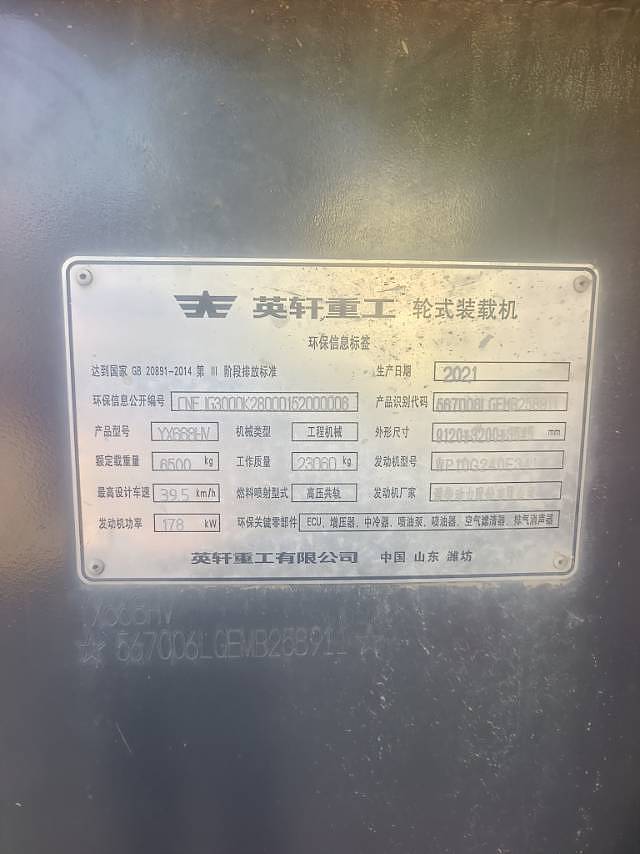 英轩重工 轮式装载机
环保信息标签
达到国家 GB 20891-2014 第 III 阶段排放标准 生产日期 2021
环保信息公开编号 CNFJG3000K28000152000006 产品识别代码
产品型号 YX668HV 机械类型 工程机械 外形尺寸 mm
额定载重量 6500 kg 工作质量 23060 kg 发动机型号
最高设计车速 39.5 km/h 燃料喷射型式 高压共轨 发动机厂家
发动机功率 178 kW 环保关键零部件 ECU、增压器、中冷器、喷油泵、喷油器、空气滤清器、排气消声器
英轩重工有限公司 中国 山东 潍坊
YX668HV